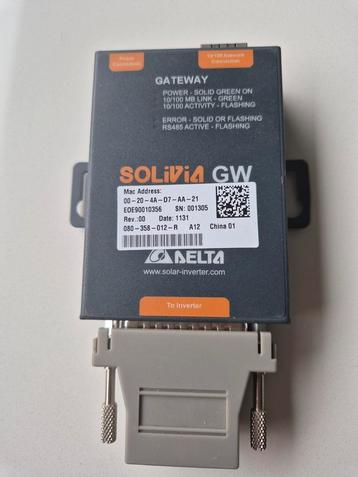 Power
Connection
10/100 Network
Connection
GATEWAY
POWER - SOLID GREEN ON
10/100 MB LINK - GREEN
10/100 ACTIVITY - FLASHING
ERROR - SOLID OR FLASHING
RS485 ACTIVE - FLASHING
SOLiViA GW
Mac Address:
00-20-4A-D7-AA-21
EOE90010356 SN: 001305
Rev.:00 Date: 1131
080-358-012-R A12 China 01
DELTA
www.solar-inverter.com
To Inverter